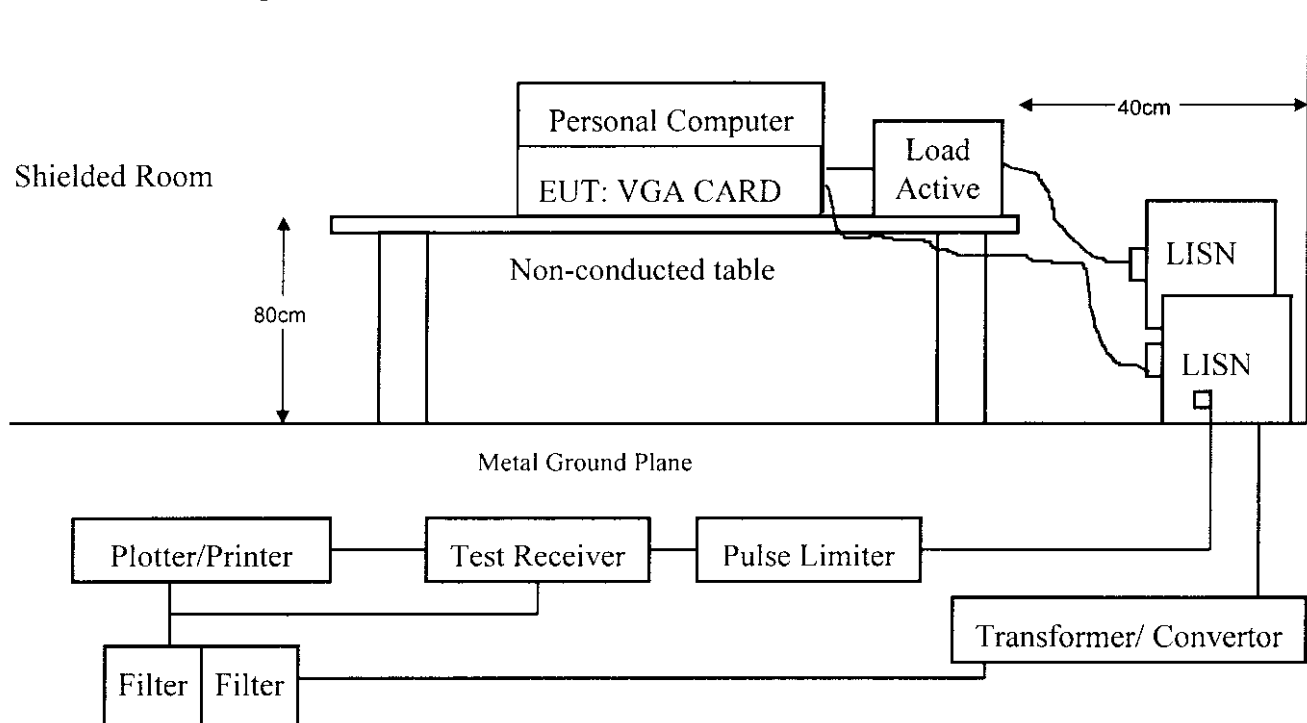 Personal Computer
EUT: VGA CARD
Load
Active
40cm
Shielded Room
LISN
Non-conducted table
80cm
LISN
Metal Ground Plane
Plotter/Printer
Test Receiver
Pulse Limiter
Transformer/ Convertor
Filter
Filter